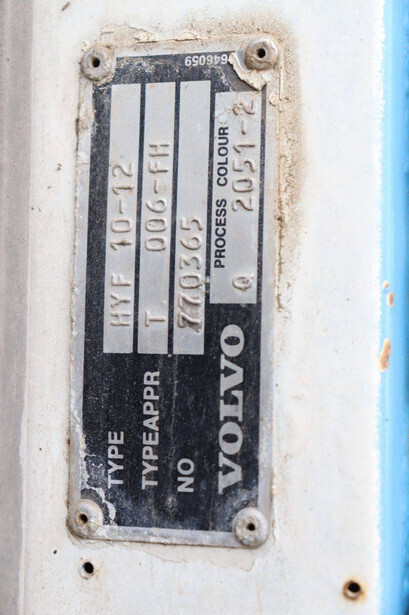 TYPE HYF 10-12
TYPEAPPR T 006-FH
NO 770365
VOLVO
PROCESS COLOUR
Q 2051-2
646059